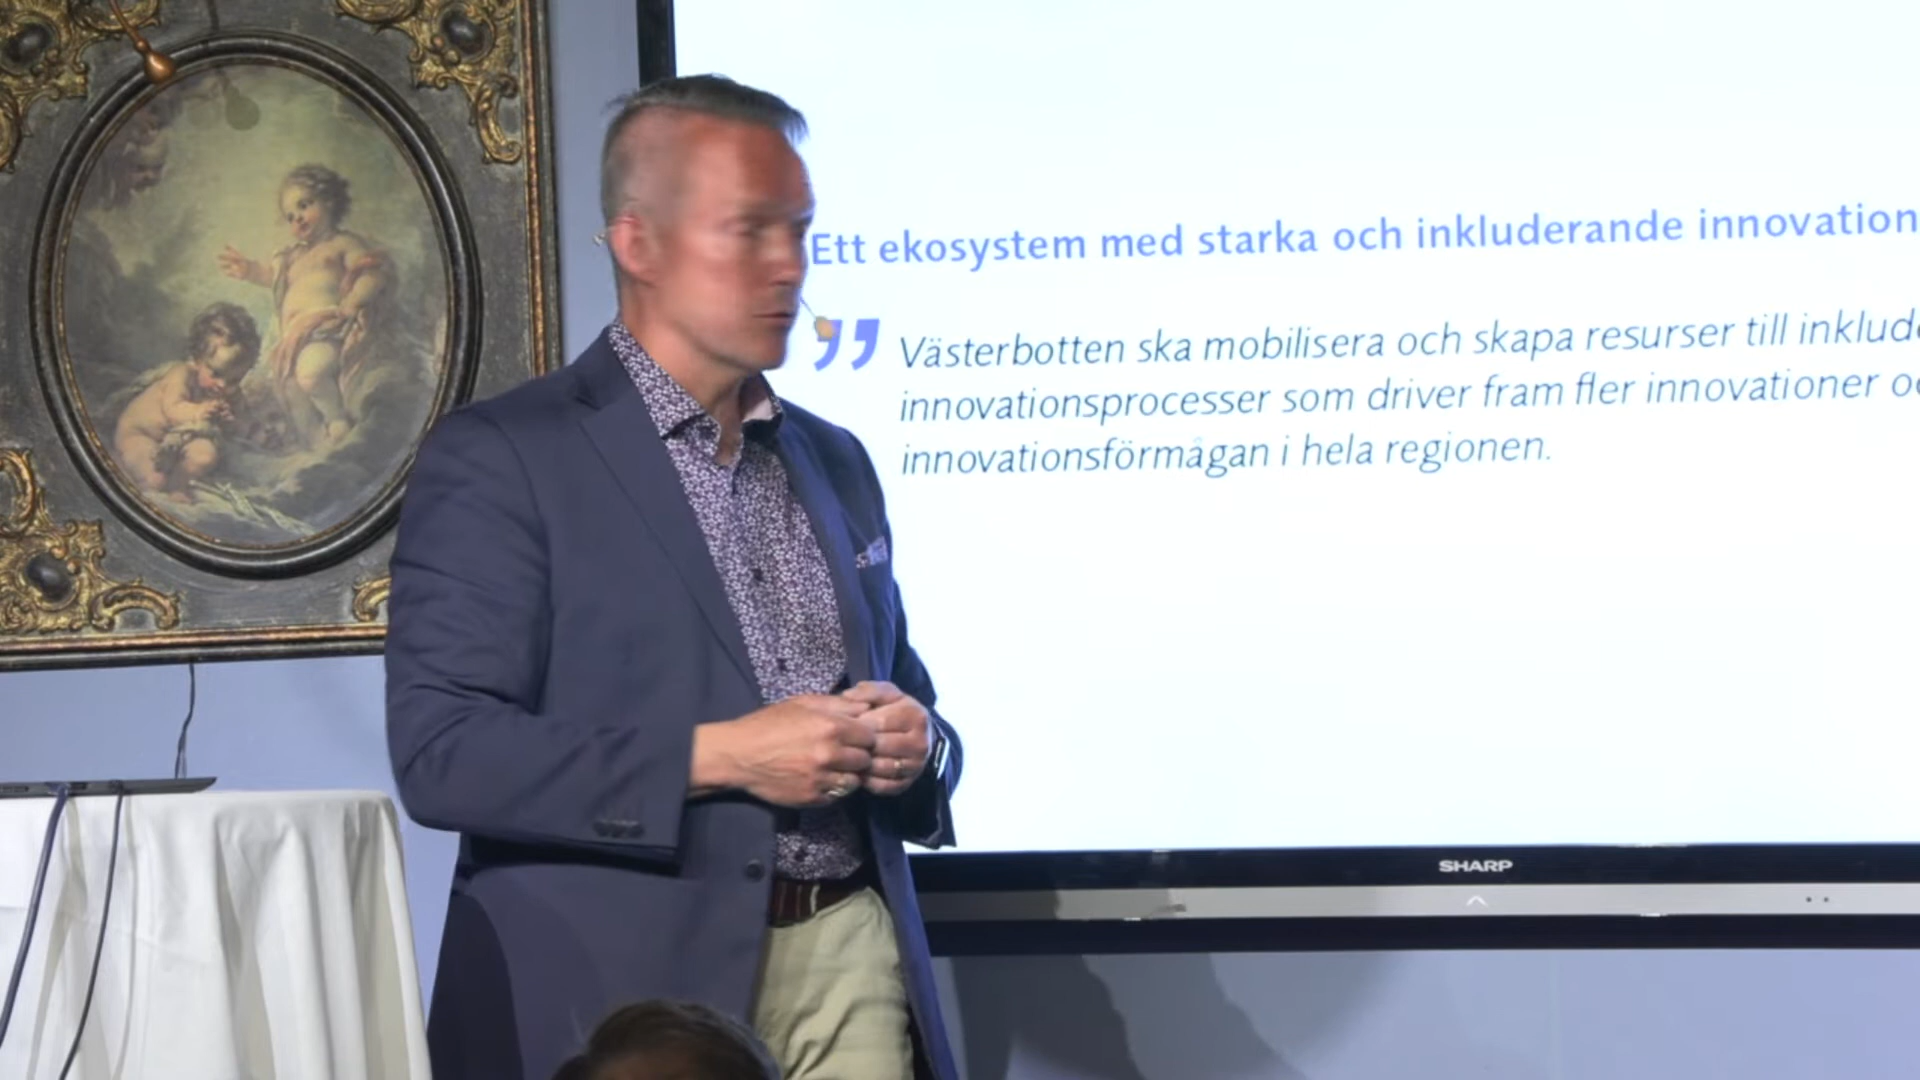 Ett ekosystem med starka och inkluderande innovation
” Västerbotten ska mobilisera och skapa resurser till inklude
innovationsprocesser som driver fram fler innovationer oc
innovationsförmågan i hela regionen.
SHARP